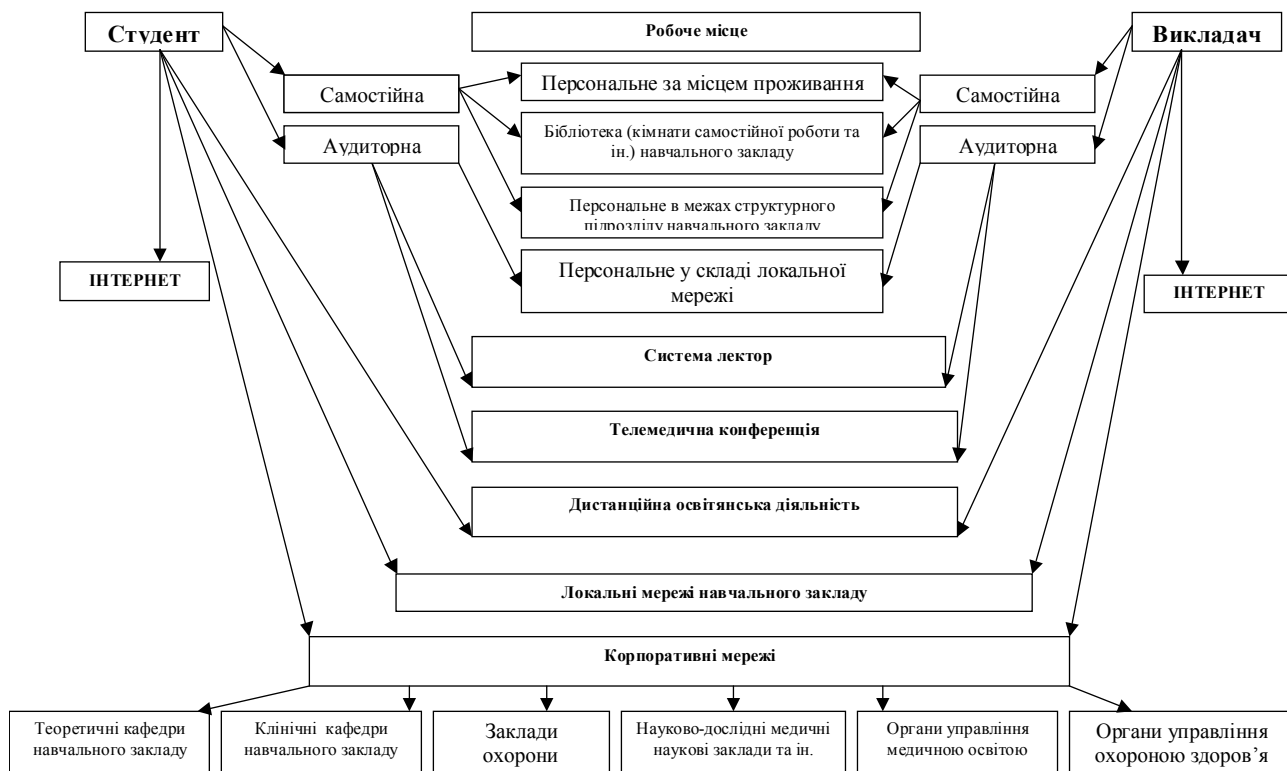 Студент
Робоче місце
Викладач
Персональне за місцем проживання
Самостійна
Самостійна
Бібліотека (кімнати самостійної роботи та
ін.) навчального закладу
Аудиторна
Аудиторна
Персональне в межах структурного
підрозділу навчального закладу
Персональне у складі локальної
мережі
ІНТЕРНЕТ
ІНТЕРНЕТ
Система лектор
Телемедична конференція
Дистанційна освітянська діяльність
Локальні мережі навчального закладу
Корпоративні мережі
Теоретичні кафедри
навчального закладу
Клінічні кафедри
навчального закладу
Заклади
охорони
Науково-дослідні медичні
наукові заклади та ін.
Органи управління
медичною освітою
Органи управління
охороною здоров’я